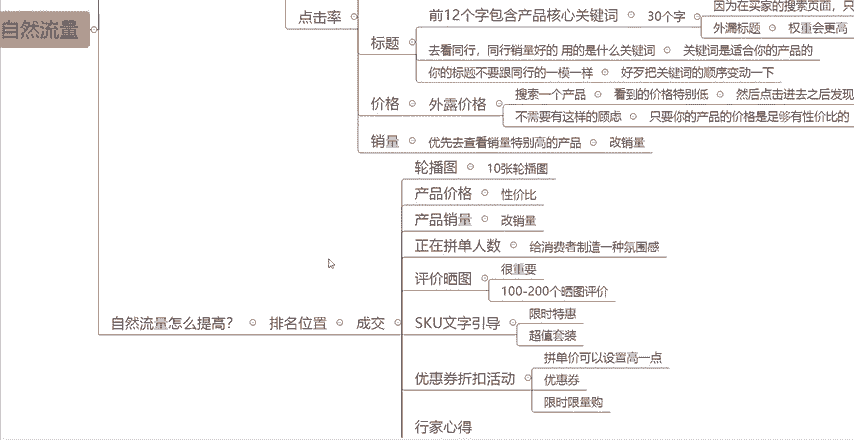 自然流量
点击率
标题
前12个字包含产品核心关键词
30个字
因为在买家的搜索页面，只
外漏标题
权重会更高
去看同行，同行销量好的 用的是什么关键词
关键词是适合你的产品的
你的标题不要跟同行的一模一样
好歹把关键词的顺序变动一下
价格
外露价格
搜索一个产品
看到的价格特别低
然后点击进去之后发现
不需要有这样的顾虑
只要你的产品的价格是足够有性价比的
销量
优先去查看销量特别高的产品
改销量
自然流量怎么提高？
排名位置
成交
轮播图
10张轮播图
产品价格
性价比
产品销量
改销量
正在拼单人数
给消费者制造一种氛围感
评价晒图
很重要
100-200个晒图评价
SKU文字引导
限时特惠
超值套装
优惠券折扣活动
拼单价可以设置高一点
优惠券
限时限量购
行家心得